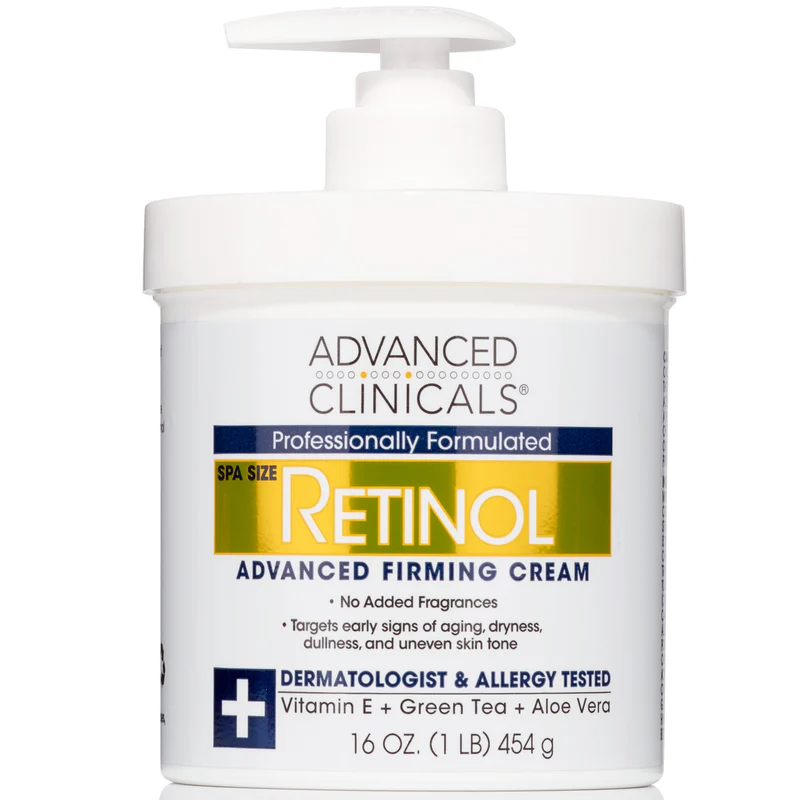 ADVANCED
CLINICALS®
Professionally Formulated
SPA SIZE
RETINOL
ADVANCED FIRMING CREAM
• No Added Fragrances
• Targets early signs of aging, dryness,
dullness, and uneven skin tone
DERMATOLOGIST & ALLERGY TESTED
Vitamin E + Green Tea + Aloe Vera
16 OZ. (1 LB) 454 g